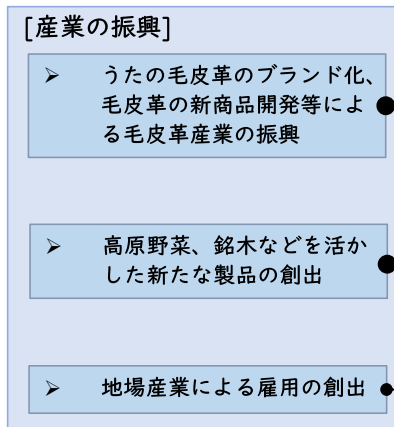 [産業の振興]
➢ うたの毛皮革のブランド化、
毛皮革の新商品開発等によ
る毛皮革産業の振興
➢ 高原野菜、銘木などを活か
した新たな製品の創出
➢ 地場産業による雇用の創出